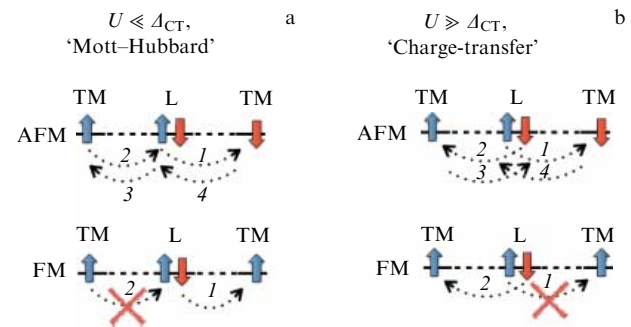 U ≪ Δ_CT, a
'Mott–Hubbard'
TM L TM
AFM
2 1
3 4
TM L TM
FM
2 1
U ≫ Δ_CT, b
'Charge-transfer'
TM L TM
AFM
2 1
3 4
TM L TM
FM
2 1